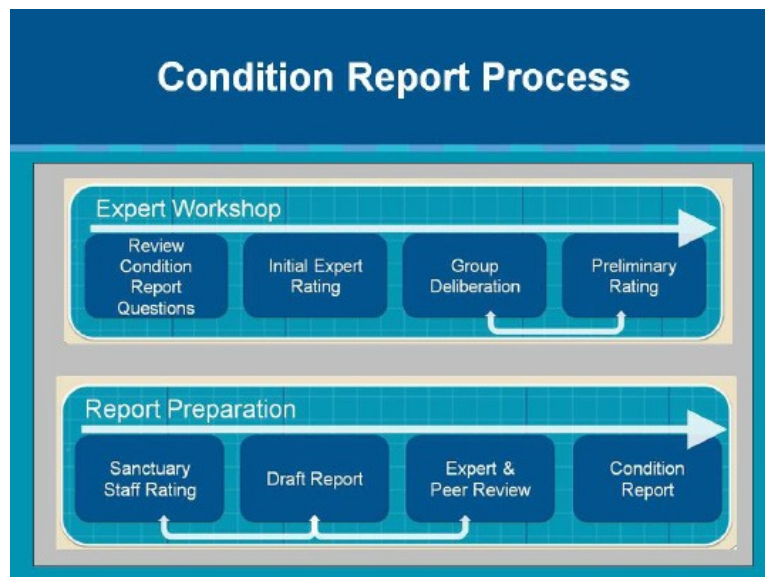 Condition Report Process
Expert Workshop
Review
Condition
Report
Questions
Initial Expert
Rating
Group
Deliberation
Preliminary
Rating
Report Preparation
Sanctuary
Staff Rating
Draft Report
Expert &
Peer Review
Condition
Report